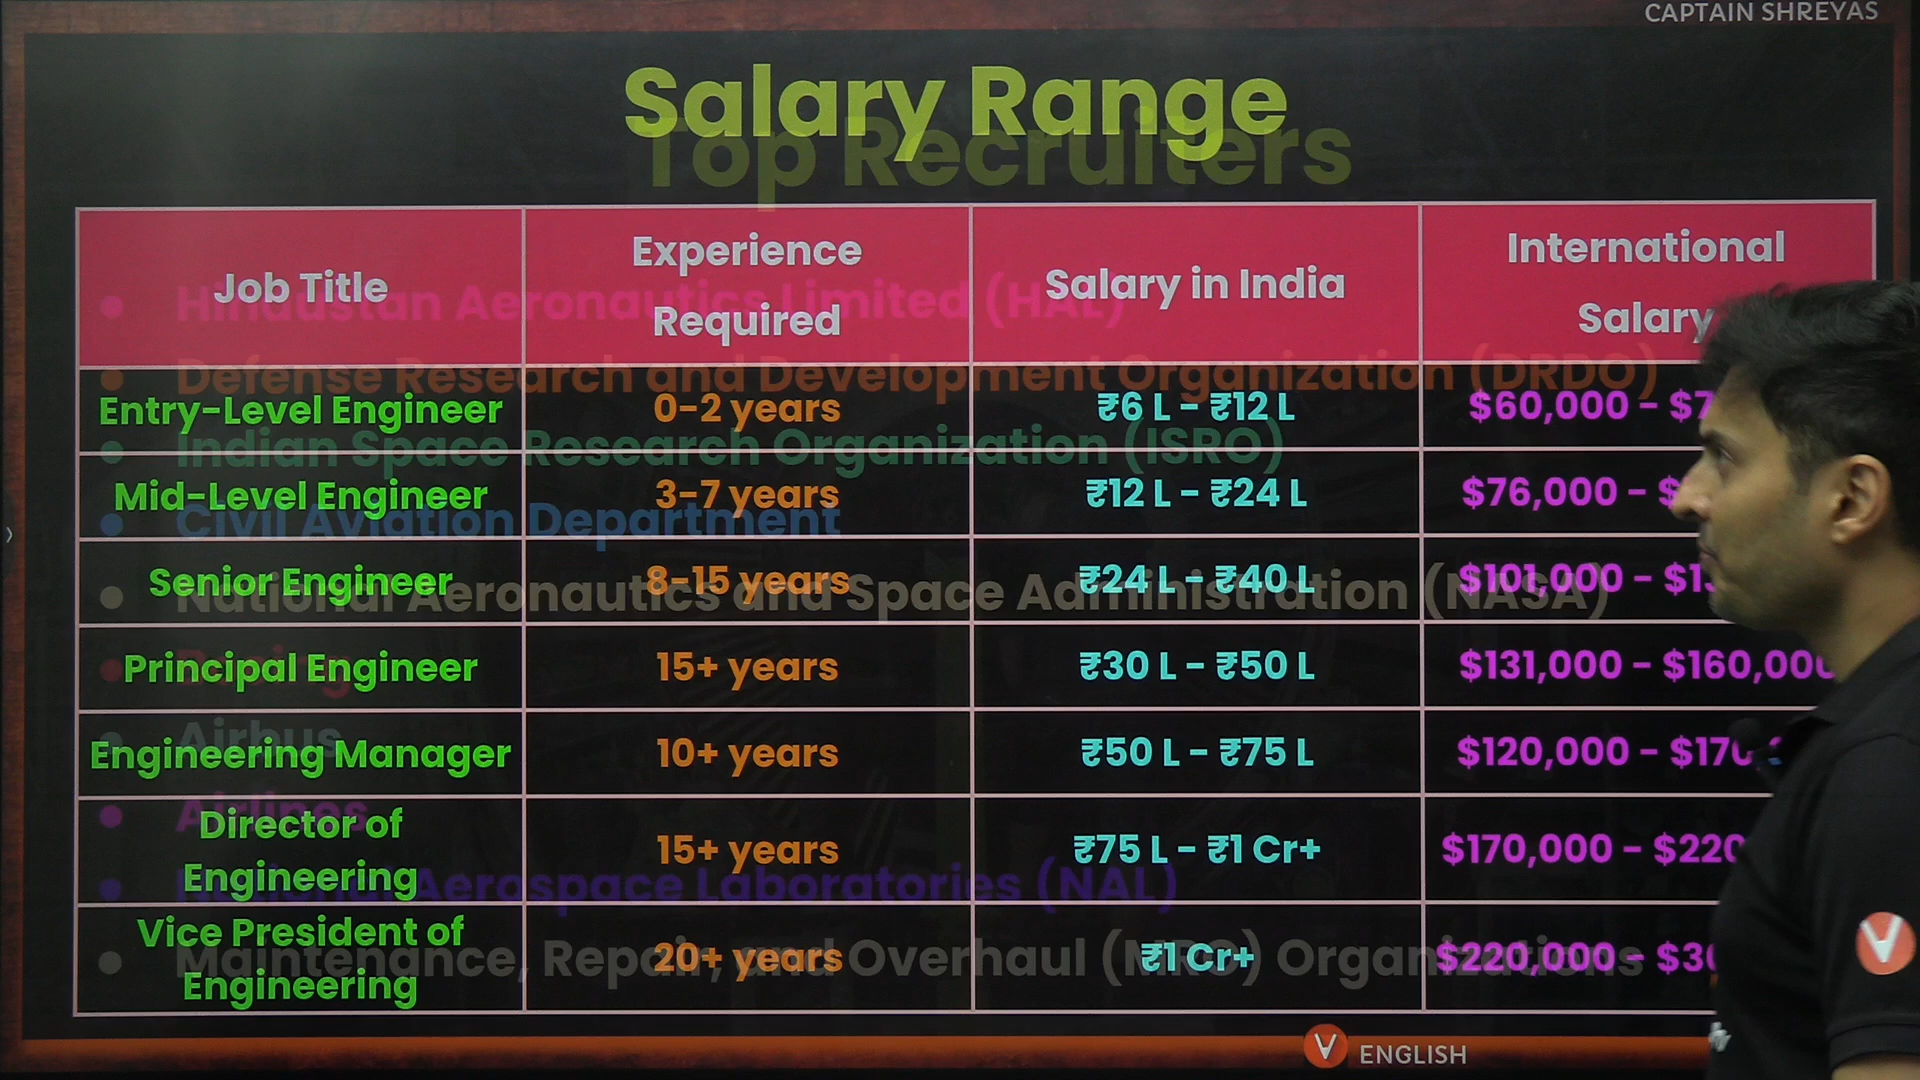 CAPTAIN SHREYAS
Salary Range
Top Recruiters
Job Title
Experience
Required
Salary in India
International
Salary
Entry-Level Engineer
0-2 years
₹6 L - ₹12 L
$60,000 -
Mid-Level Engineer
3-7 years
₹12 L - ₹24 L
$76,000 -
Senior Engineer
8-15 years
₹24 L - ₹40 L
$101,000 -
Principal Engineer
15+ years
₹30 L - ₹50 L
$131,000 - $160,000
Engineering Manager
10+ years
₹50 L - ₹75 L
$120,000 -
Director of
Engineering
15+ years
₹75 L - ₹1 Cr+
$170,000 -
Vice President of
Engineering
20+ years
₹1 Cr+
$220,000 -
Hindustan Aeronautics Limited (HAL)
Defense Research and Development Organization (DRDO)
Indian Space Research Organization (ISRO)
Civil Aviation Department
National Aeronautics and Space Administration (NASA)
Boeing
Airbus
Airlines
National Aerospace Laboratories (NAL)
Maintenance, Repair, and Overhaul (MRO) Organizations
V ENGLISH